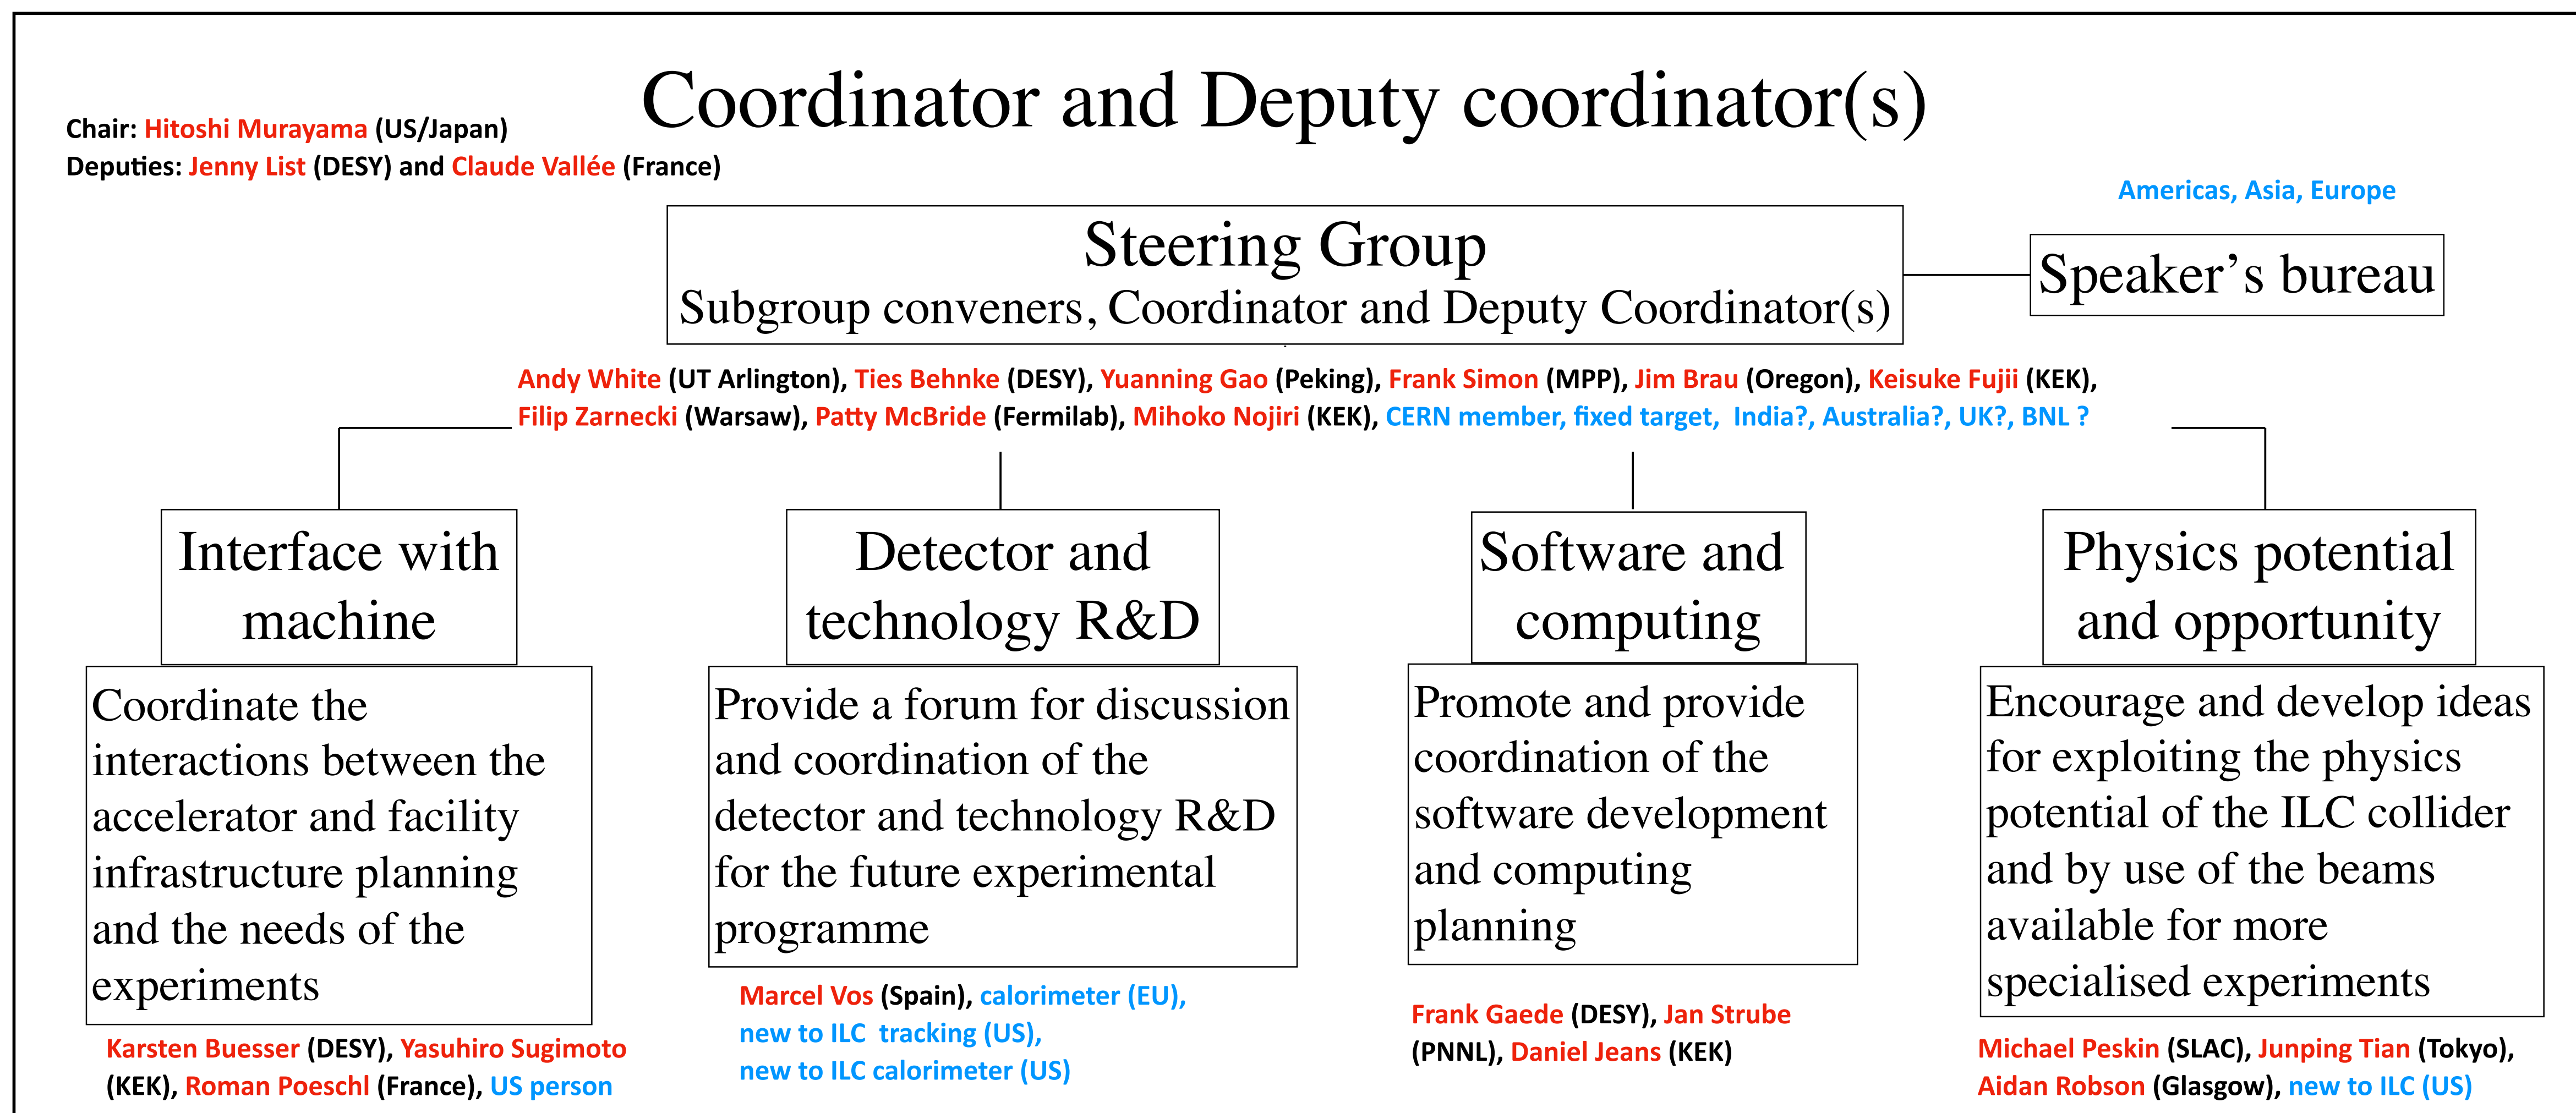 Coordinator and Deputy coordinator(s)
Chair: Hitoshi Murayama (US/Japan)
Deputies: Jenny List (DESY) and Claude Vallée (France)
Americas, Asia, Europe
Steering Group
Subgroup conveners, Coordinator and Deputy Coordinator(s)
Speaker’s bureau
Andy White (UT Arlington), Ties Behnke (DESY), Yuanning Gao (Peking), Frank Simon (MPP), Jim Brau (Oregon), Keisuke Fujii (KEK),
Filip Zarnecki (Warsaw), Patty McBride (Fermilab), Mihoko Nojiri (KEK), CERN member, fixed target,  India?, Australia?, UK?, BNL ?
Interface with
machine
Coordinate the
interactions between the
accelerator and facility
infrastructure planning
and the needs of the
experiments
Karsten Buesser (DESY), Yasuhiro Sugimoto
(KEK), Roman Poeschl (France), US person
Detector and
technology R&D
Provide a forum for discussion
and coordination of the
detector and technology R&D
for the future experimental
programme
Marcel Vos (Spain), calorimeter (EU),
new to ILC  tracking (US),
new to ILC calorimeter (US)
Software and
computing
Promote and provide
coordination of the
software development
and computing
planning
Frank Gaede (DESY), Jan Strube
(PNNL), Daniel Jeans (KEK)
Physics potential
and opportunity
Encourage and develop ideas
for exploiting the physics
potential of the ILC collider
and by use of the beams
available for more
specialised experiments
Michael Peskin (SLAC), Junping Tian (Tokyo),
Aidan Robson (Glasgow), new to ILC (US)